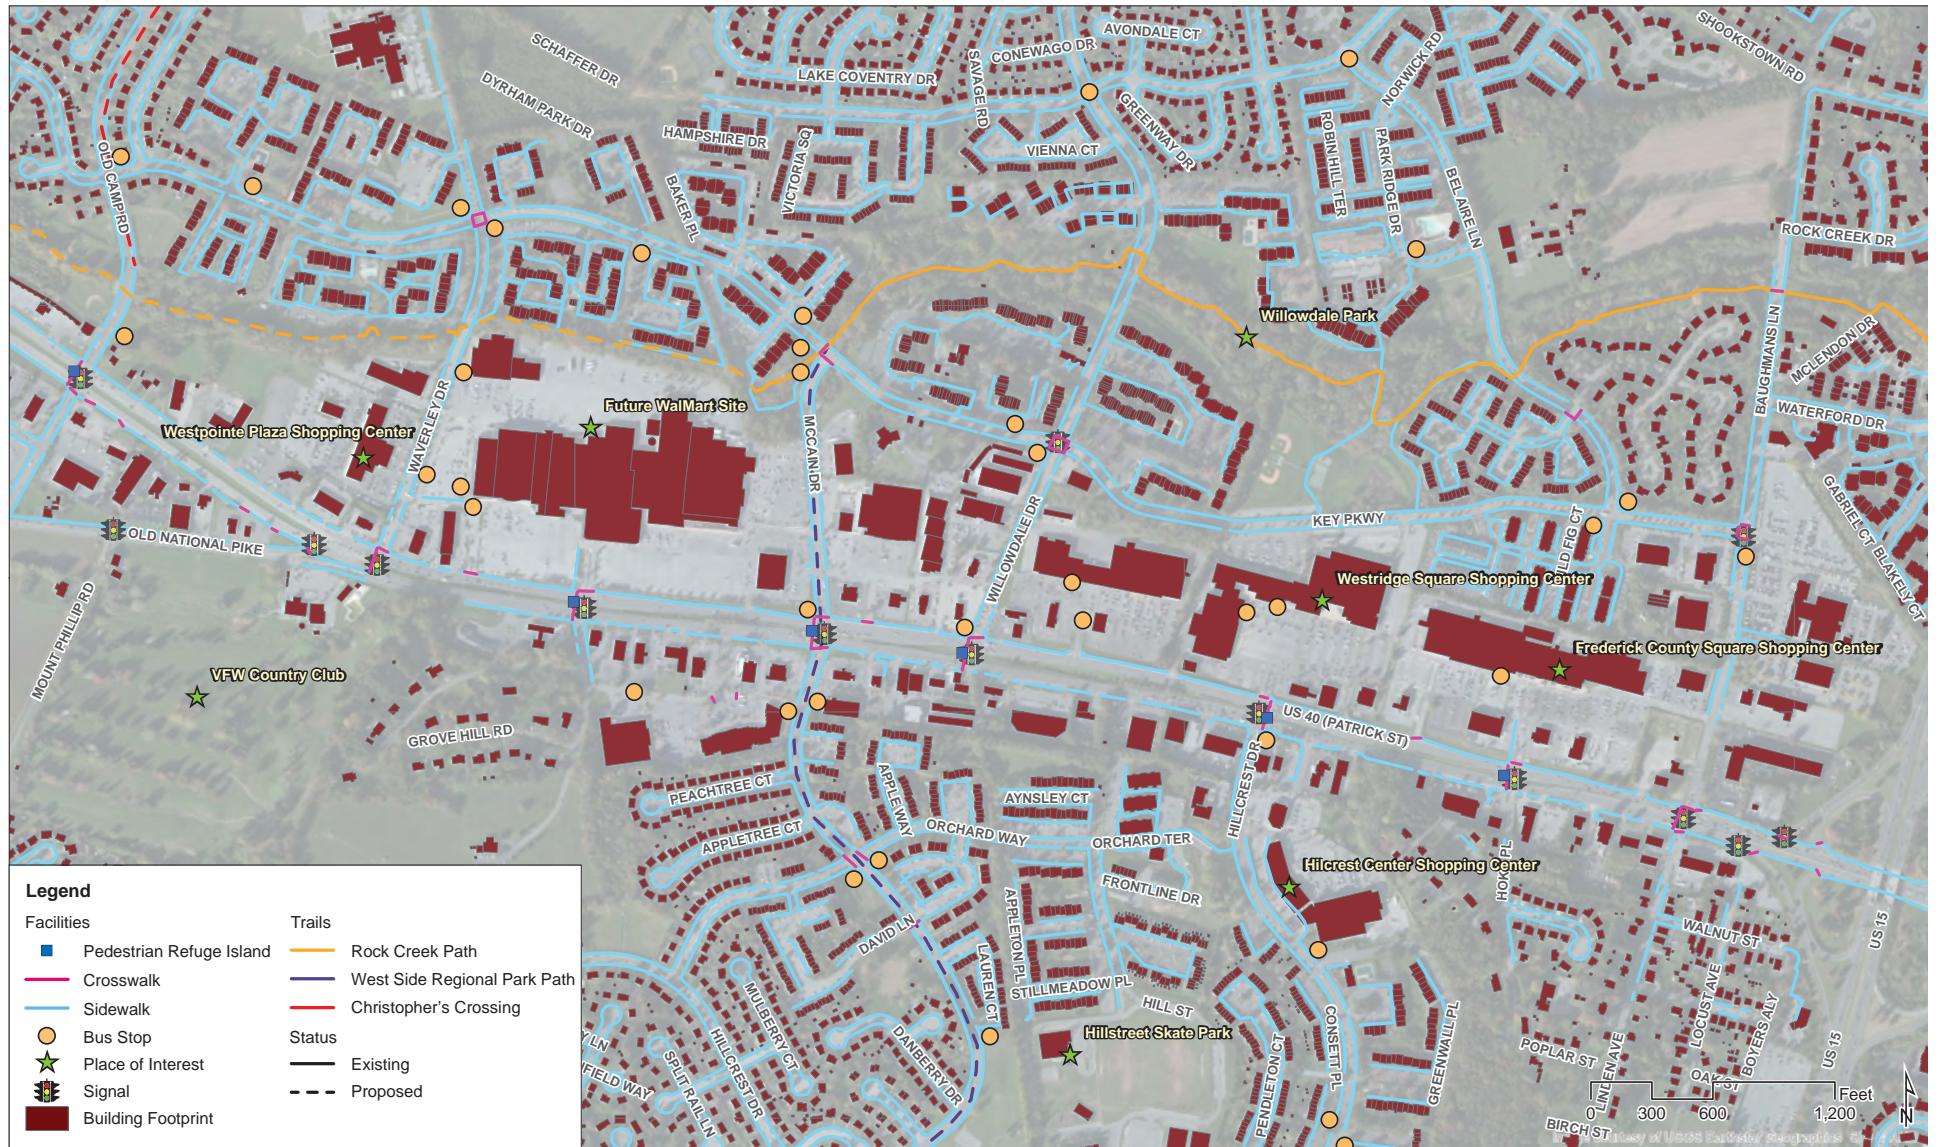 SHOOKSTOWN RD
AVONDALE CT
CONEWAGO DR
SCHAFFER DR
LAKE COVENTRY DR
SAVAGE RD
NORWICK RD
DYRHAM PARK DR
HAMPSHIRE DR
GREENWAY DR
VIENNA CT
ROBINHILL TER
PARK RIDGE DR
VICTORIA SQ
OLD CAMP RD
BAKER PL
BEL AIRE LN
ROCK CREEK DR
Willowdale Park
BAUGHMANS LN
MCLENDON DR
WATERFORD DR
Future WalMart Site
Westpointe Plaza Shopping Center
WAVERLEY DR
MCCAIN DR
WILLOWDALE DR
KEY PKWY
GABRIEL CT
BLAKELY CT
OLD NATIONAL PIKE
Westridge Square Shopping Center
MOUNT PHILLIP RD
VFW Country Club
Frederick County Square Shopping Center
US 40 (PATRICK ST)
GROVE HILL RD
HILLCREST DR
PEACHTREE CT
APPLE WAY
AYNSLEY CT
APPLETREE CT
ORCHARD WAY
ORCHARD TER
Hilcrest Center Shopping Center
FRONTLINE DR
APPLETON PL
DAVID LN
WALNUT ST
US 15
LAUREN CT
STILLMEADOW PL
HILL ST
MULBERRY CT
Hillstreet Skate Park
CONSETT PL
GREENWALL PL
PENDLETON CT
LOCUST AVE
BOYERS ALY
US 15
POPLAR ST
LINDEN AVE
OAK ST
BIRCH ST
HILLCREST DR
SPLIT RAIL LN
DANBERRY DR
Legend
Facilities
Pedestrian Refuge Island
Crosswalk
Sidewalk
Bus Stop
Place of Interest
Signal
Building Footprint
Trails
Rock Creek Path
West Side Regional Park Path
Christopher's Crossing
Status
Existing
Proposed
Feet
0 300 600 1,200
N